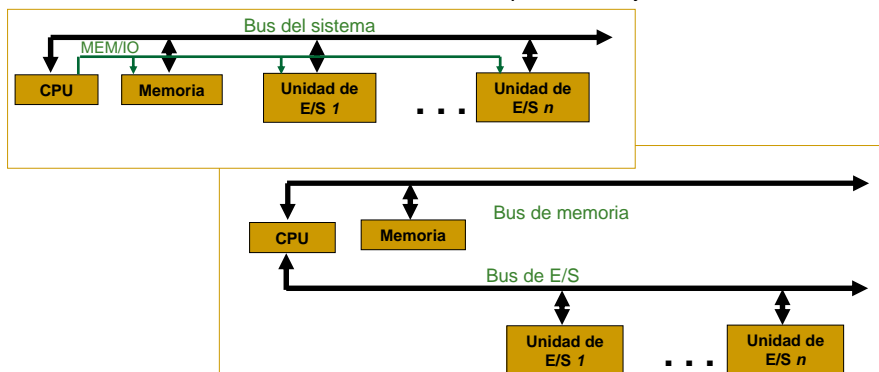 Bus del sistema
MEM/IO
CPU
Memoria
Unidad de
E/S 1
. . .
Unidad de
E/S n
Bus de memoria
CPU
Memoria
Bus de E/S
Unidad de
E/S 1
. . .
Unidad de
E/S n